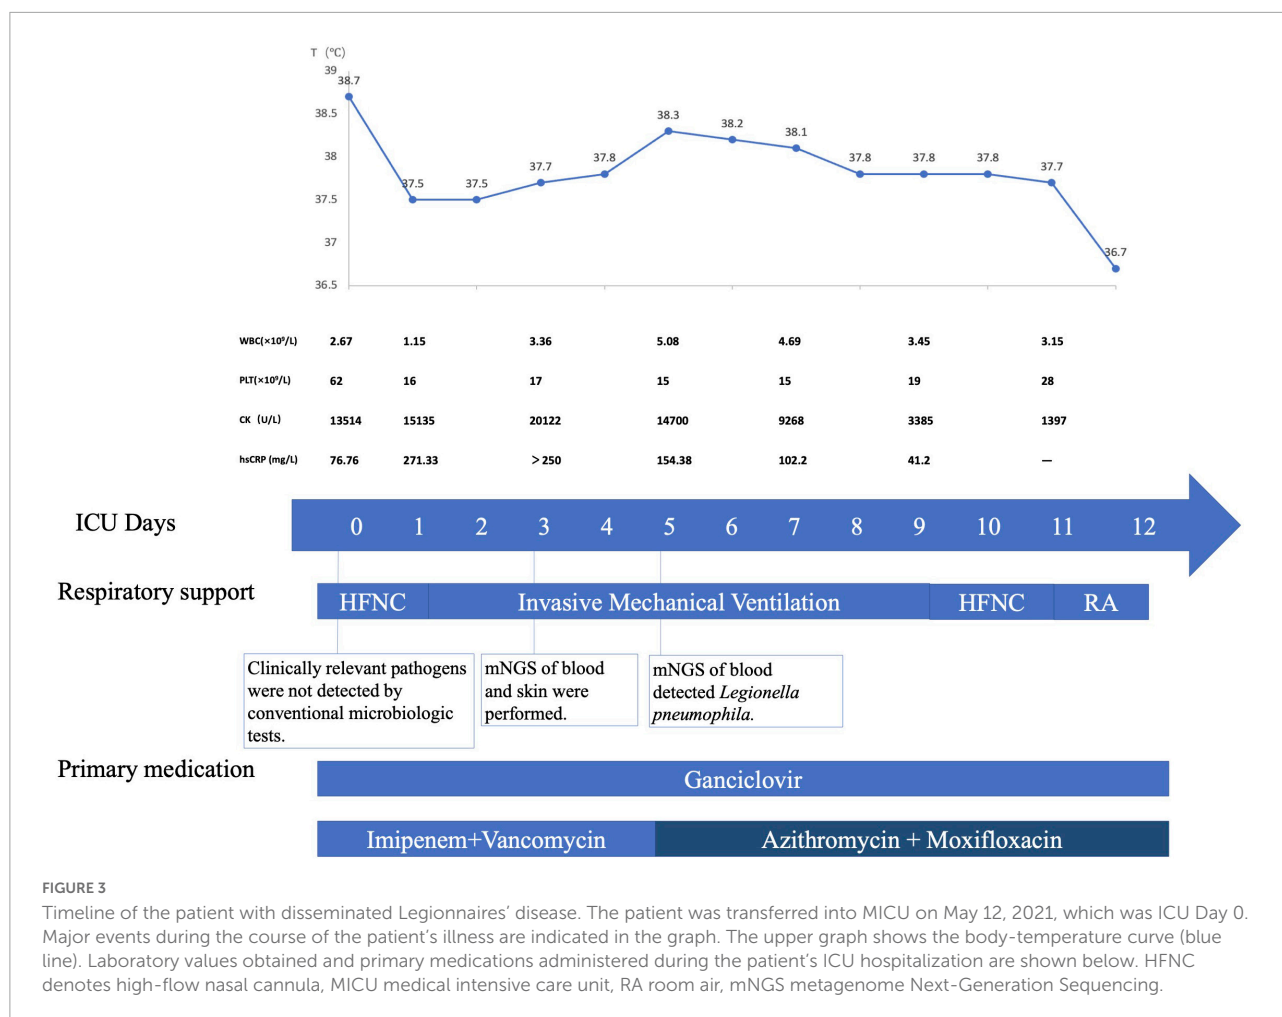 T (℃)
39
38.7
38.5
38.3
38.2
38.1
38
37.8
37.8
37.8
37.8
37.7
37.7
37.5
37.5
37.5
37
36.7
36.5
WBC(×10⁹/L) 2.67 1.15 3.36 5.08 4.69 3.45 3.15
PLT(×10⁹/L) 62 16 17 15 15 19 28
CK (U/L) 13514 15135 20122 14700 9268 3385 1397
hsCRP (mg/L) 76.76 271.33 >250 154.38 102.2 41.2 —
ICU Days 0 1 2 3 4 5 6 7 8 9 10 11 12
Respiratory support HFNC Invasive Mechanical Ventilation HFNC RA
Clinically relevant pathogens
were not detected by
conventional microbiologic
tests.
mNGS of blood
and skin were
performed.
mNGS of blood
detected Legionella
pneumophila.
Primary medication
Ganciclovir
Imipenem+Vancomycin Azithromycin + Moxifloxacin
FIGURE 3
Timeline of the patient with disseminated Legionnaires’ disease. The patient was transferred into MICU on May 12, 2021, which was ICU Day 0.
Major events during the course of the patient’s illness are indicated in the graph. The upper graph shows the body-temperature curve (blue
line). Laboratory values obtained and primary medications administered during the patient’s ICU hospitalization are shown below. HFNC
denotes high-flow nasal cannula, MICU medical intensive care unit, RA room air, mNGS metagenome Next-Generation Sequencing.